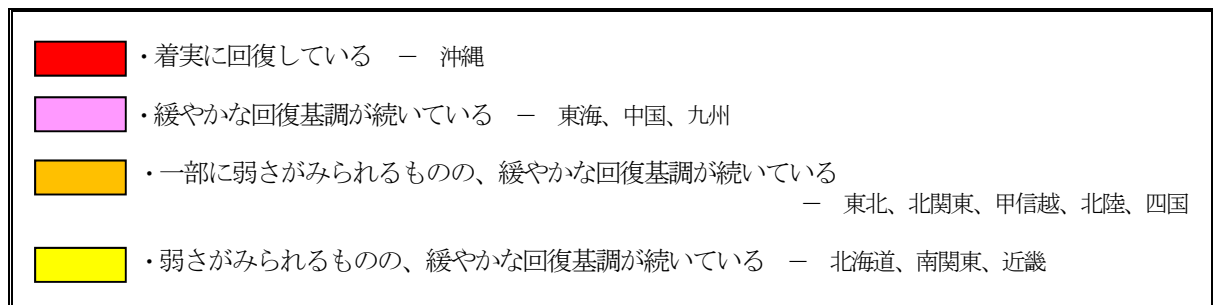 ・着実に回復している － 沖縄
・緩やかな回復基調が続いている － 東海、中国、九州
・一部に弱さがみられるものの、緩やかな回復基調が続いている
－ 東北、北関東、甲信越、北陸、四国
・弱さがみられるものの、緩やかな回復基調が続いている － 北海道、南関東、近畿